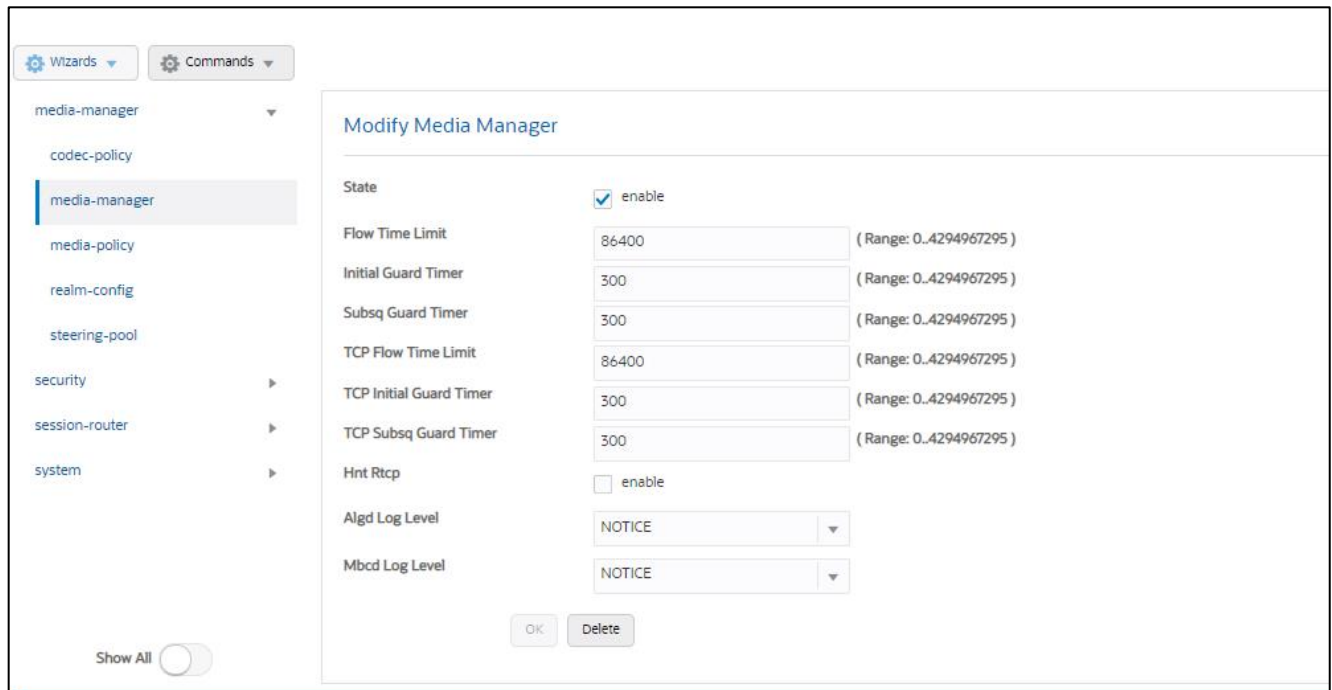 Wizards Commands
media-manager
codec-policy
media-manager
media-policy
realm-config
steering-pool
security
session-router
system
Show All
Modify Media Manager
State enable
Flow Time Limit 86400 ( Range: 0..4294967295 )
Initial Guard Timer 300 ( Range: 0..4294967295 )
Subsq Guard Timer 300 ( Range: 0..4294967295 )
TCP Flow Time Limit 86400 ( Range: 0..4294967295 )
TCP Initial Guard Timer 300 ( Range: 0..4294967295 )
TCP Subsq Guard Timer 300 ( Range: 0..4294967295 )
Hnt Rtcp enable
Algd Log Level NOTICE
Mbcd Log Level NOTICE
OK Delete